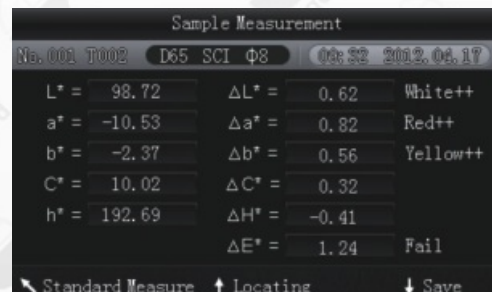 Sample Measurement
No.001 T002 D65 SCI Φ8 09:32 2012.04.17
L* = 98.72 ΔL* = 0.62 White++
a* = -10.53 Δa* = 0.82 Red++
b* = -2.37 Δb* = 0.56 Yellow++
C* = 10.02 ΔC* = 0.32
h* = 192.69 ΔH* = -0.41
ΔE* = 1.24 Fail
Standard Measure Locating Save